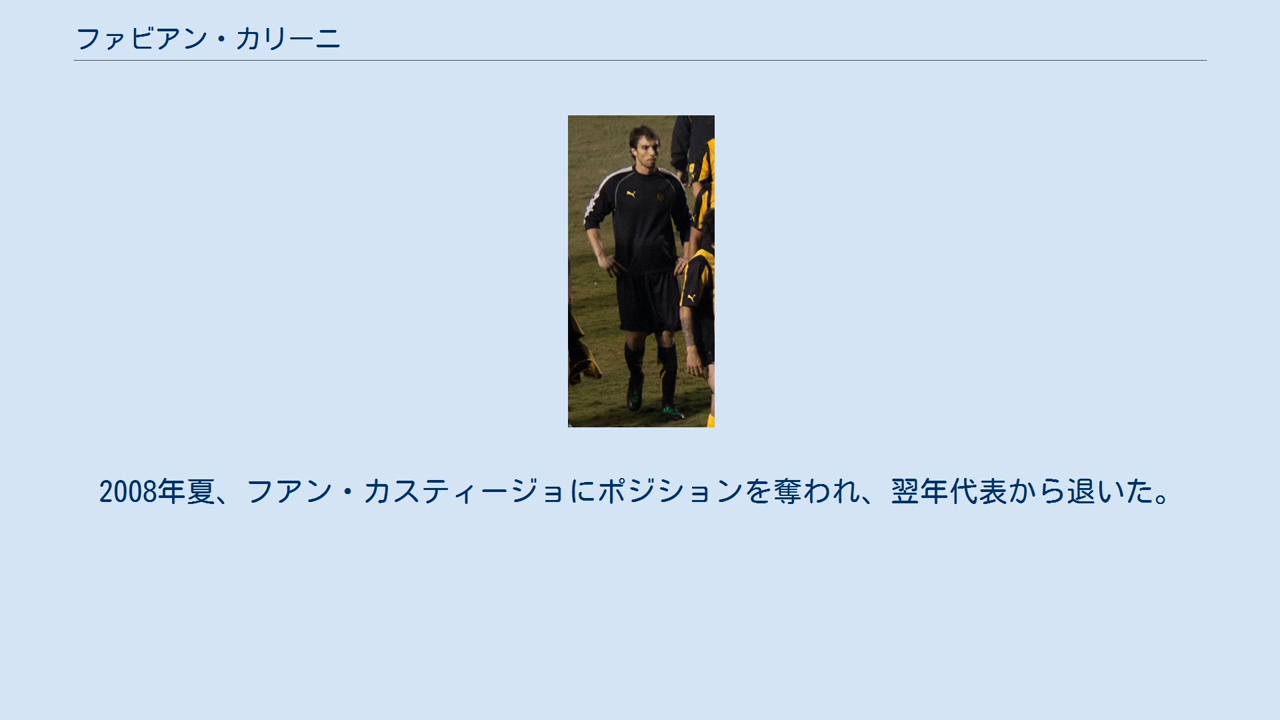 ファビアン・カリーニ
2008年夏、フアン・カスティージョにポジションを奪われ、翌年代表から退いた。